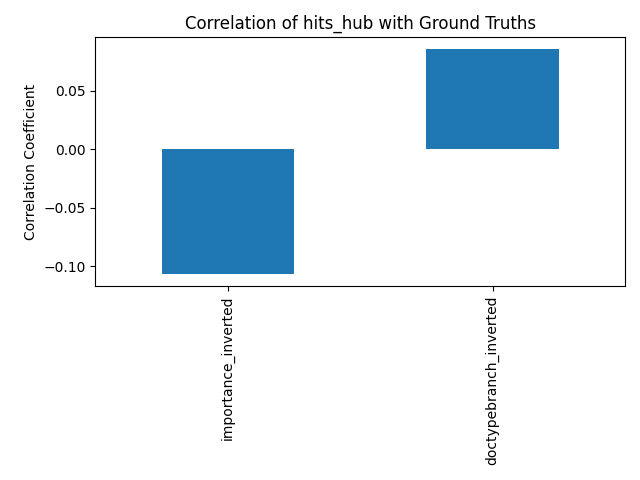 Correlation of hits_hub with Ground Truths
Correlation Coefficient
0.05
0.00
−0.05
−0.10
importance_inverted
doctypebranch_inverted